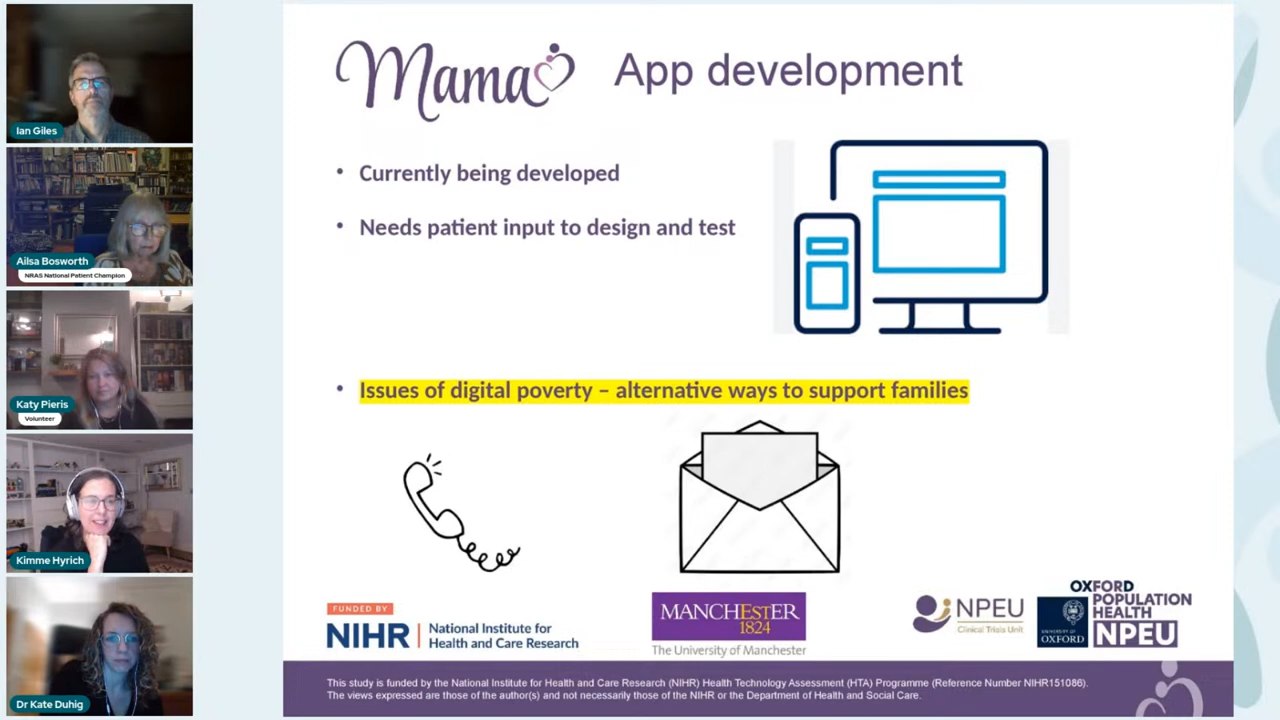 Ian Giles
Ailsa Bosworth
NRAS National Patient Champion
Katy Pieris
Volunteer
Kimme Hyrich
Dr Kate Duhig
Mama
App development
• Currently being developed
• Needs patient input to design and test
• Issues of digital poverty – alternative ways to support families
FUNDED BY
NIHR | National Institute for
Health and Care Research
MANCHESTER
1824
The University of Manchester
NPEU
Clinical Trials Unit
UNIVERSITY OF
OXFORD
OXFORD
POPULATION
HEALTH
NPEU
This study is funded by the National Institute for Health and Care Research (NIHR) Health Technology Assessment (HTA) Programme (Reference Number NIHR151086).
The views expressed are those of the author(s) and not necessarily those of the NIHR or the Department of Health and Social Care.